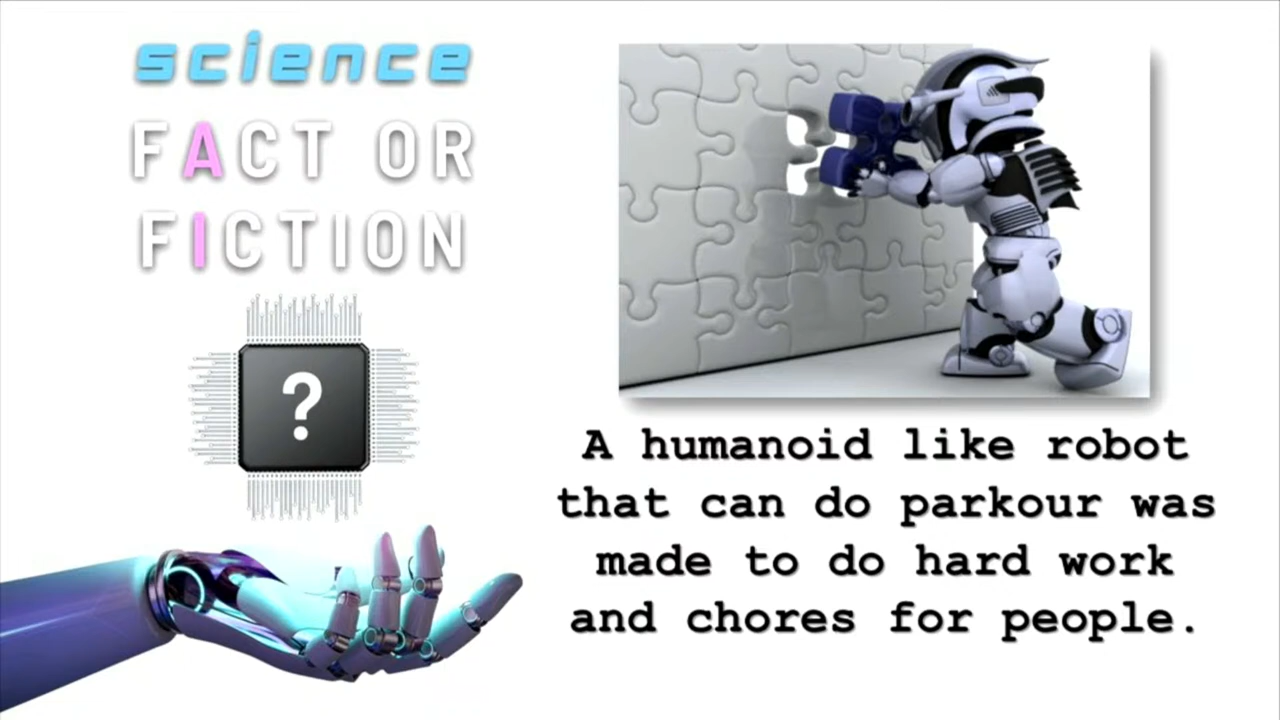 science
FACT OR
FICTION
?
A humanoid like robot
that can do parkour was
made to do hard work
and chores for people.